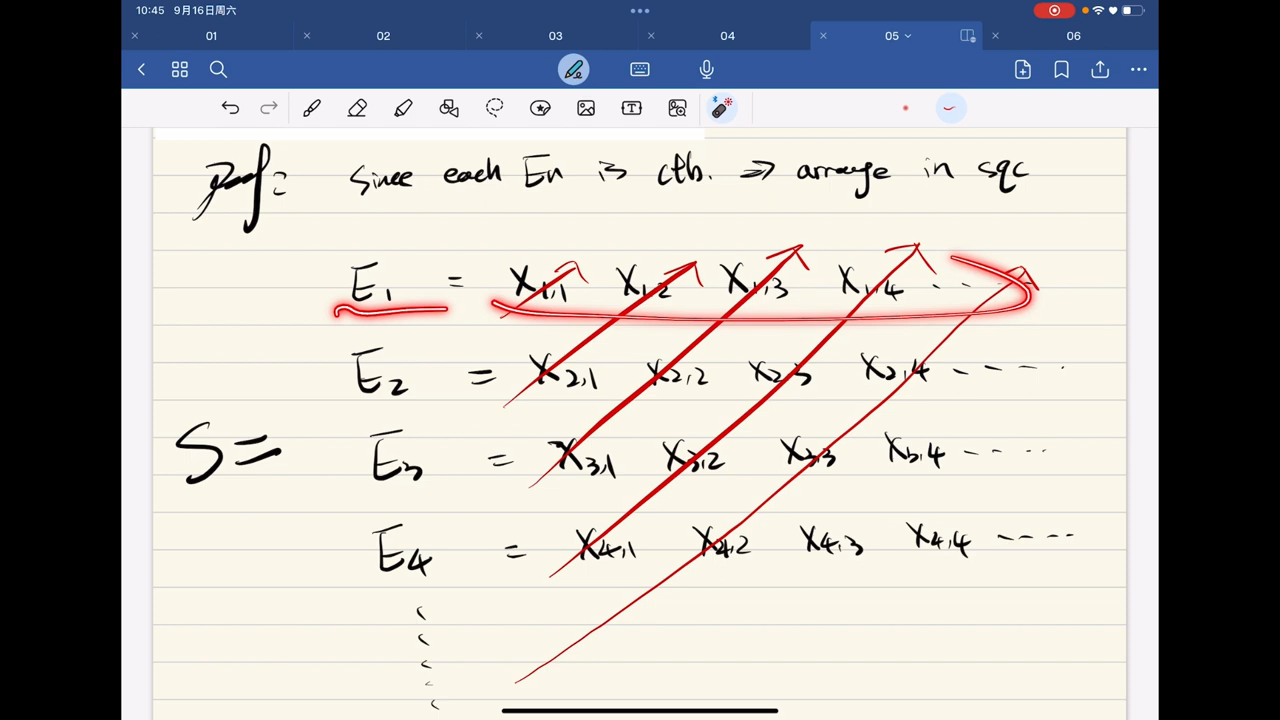 10:45 9月16日周六
01 02 03 04 05 06
Proof: Since each En is ctb. ⇒ arrange in sqc
E1 = X1,1 X1,2 X1,3 X1,4 ....
E2 = X2,1 X2,2 X2,3 X2,4 -----
S=
E3 = X3,1 X3,2 X3,3 X3,4 -----
E4 = X4,1 X4,2 X4,3 X4,4 -----